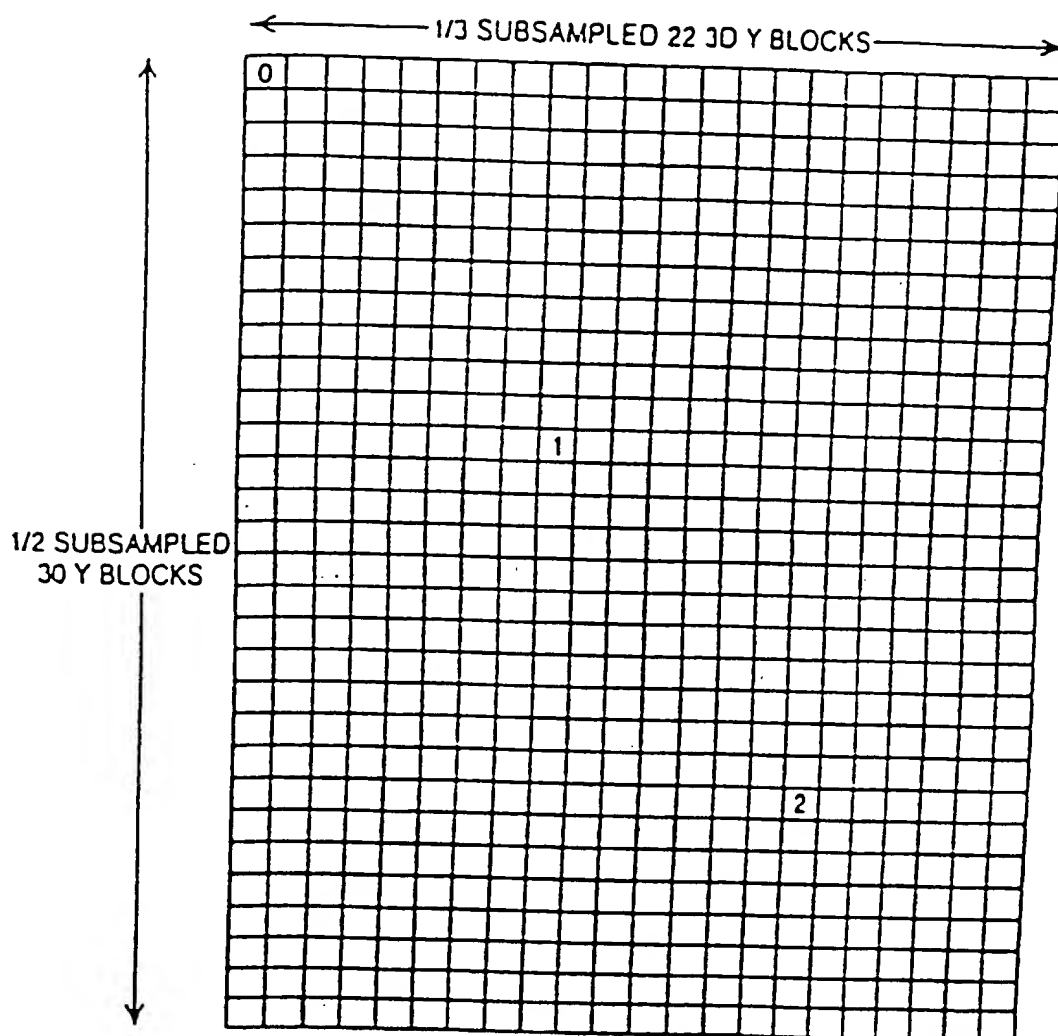 1/3 SUBSAMPLED 22 3D Y BLOCKS
0
1
1/2 SUBSAMPLED
30 Y BLOCKS
2